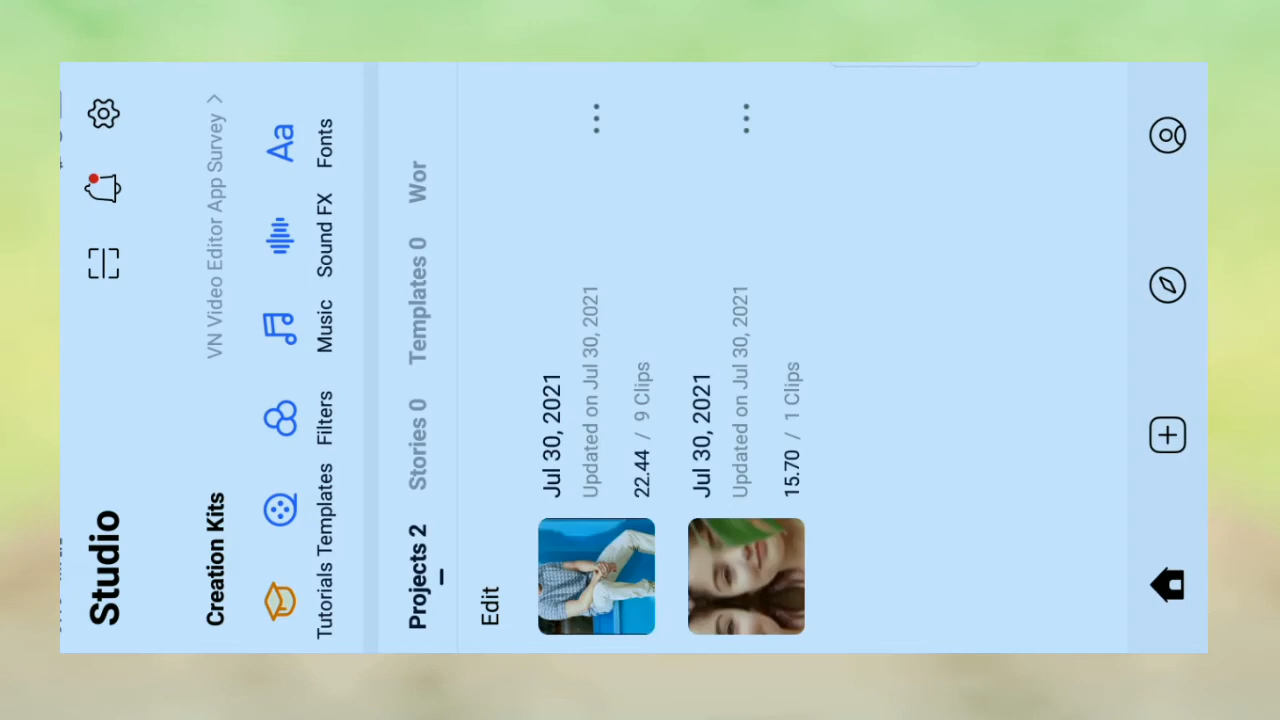 Studio
Creation Kits
VN Video Editor App Survey >
Tutorials
Templates
Filters
Music
Sound FX
Fonts
Projects 2
Stories 0
Templates 0
Wor
Edit
Jul 30, 2021
Updated on Jul 30, 2021
22.44 / 9 Clips
Jul 30, 2021
Updated on Jul 30, 2021
15.70 / 1 Clips